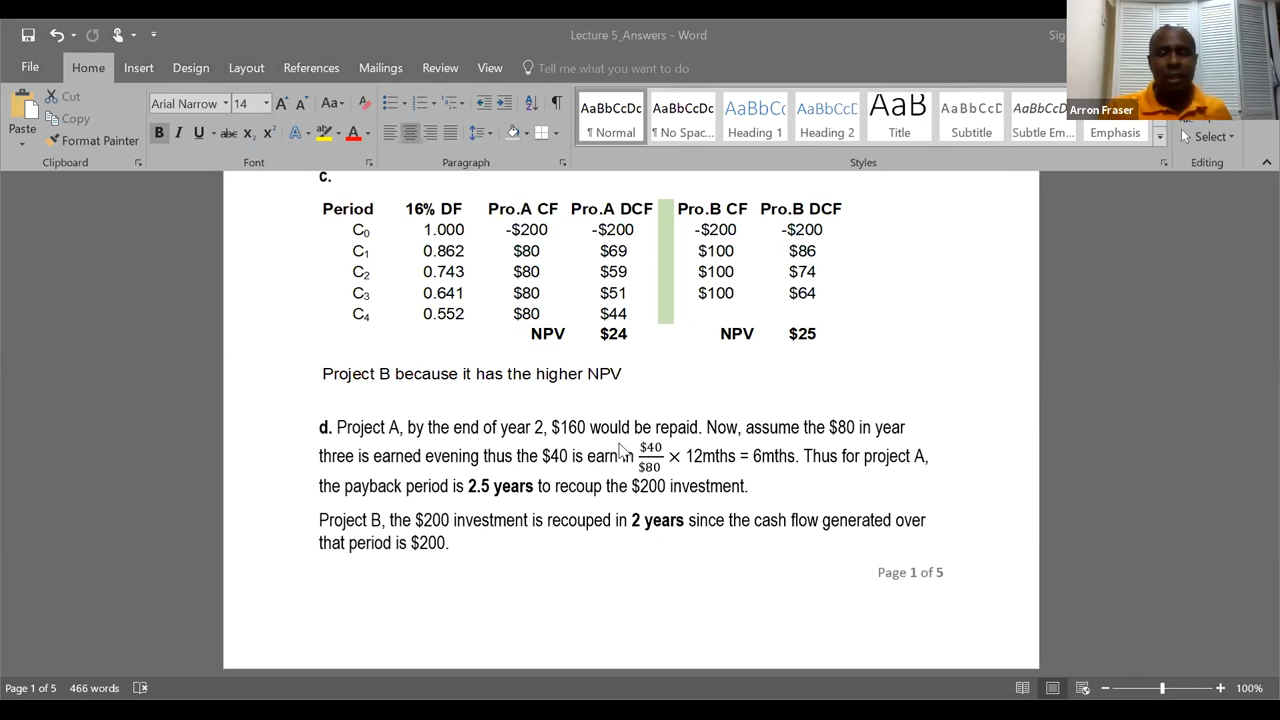 Lecture 5_Answers - Word
File Home Insert Design Layout References Mailings Review View Tell me what you want to do
Arron Fraser
Paste
Cut
Copy
Format Painter
Clipboard
Arial Narrow 14
Font
Paragraph
AaBbCcDc AaBbCcDc AaBbCc AaBbCcD AaB AaBbCcD AaBbCcD AaBbCcD
¶ Normal ¶ No Spac... Heading 1 Heading 2 Title Subtitle Subtle Em... Emphasis
Styles
Select
Editing
c.
Period 16% DF Pro.A CF Pro.A DCF Pro.B CF Pro.B DCF
C0 1.000 -$200 -$200 -$200 -$200
C1 0.862 $80 $69 $100 $86
C2 0.743 $80 $59 $100 $74
C3 0.641 $80 $51 $100 $64
C4 0.552 $80 $44
NPV $24 NPV $25
Project B because it has the higher NPV
d. Project A, by the end of year 2, $160 would be repaid. Now, assume the $80 in year
three is earned evening thus the $40 is earn in $40/$80 × 12mths = 6mths. Thus for project A,
the payback period is 2.5 years to recoup the $200 investment.
Project B, the $200 investment is recouped in 2 years since the cash flow generated over
that period is $200.
Page 1 of 5
Page 1 of 5 466 words 100%